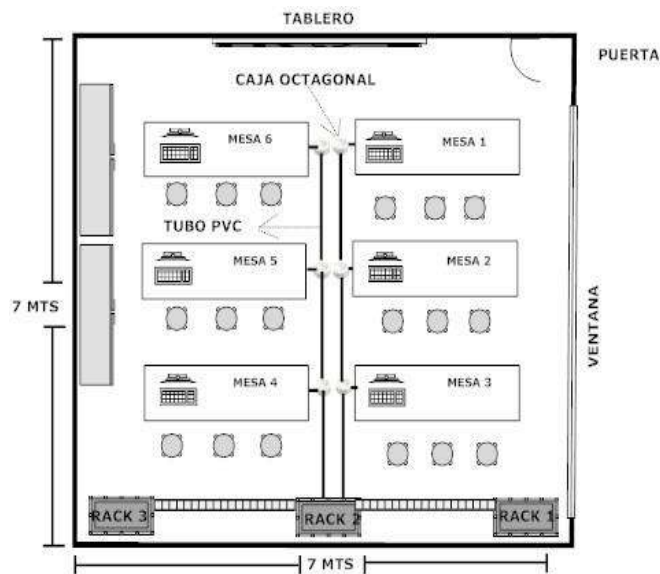 TABLERO
PUERTA
CAJA OCTAGONAL
MESA 6
MESA 1
TUBO PVC
MESA 5
MESA 2
7 MTS
VENTANA
MESA 4
MESA 3
RACK 3
RACK 2
RACK 1
7 MTS